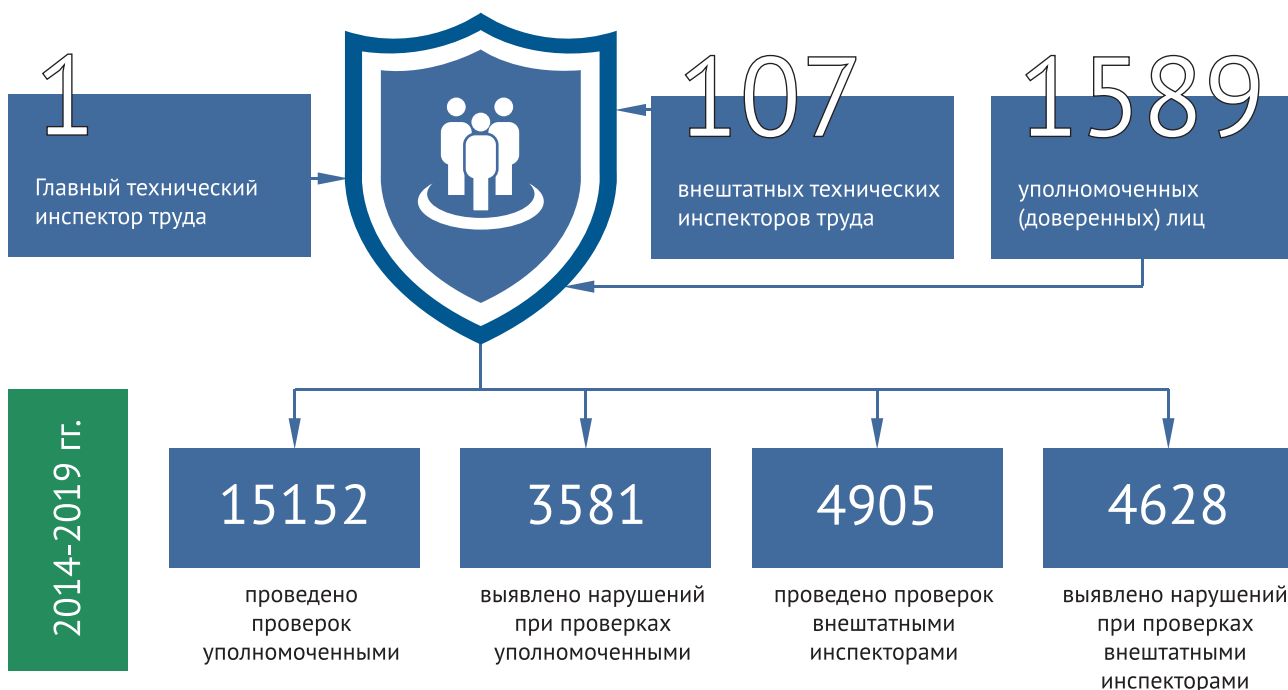 1
Главный технический
инспектор труда
107
внештатных технических
инспекторов труда
1589
уполномоченных
(доверенных) лиц
2014-2019 гг.
15152
проведено
проверок
уполномоченными
3581
выявлено нарушений
при проверках
уполномоченными
4905
проведено проверок
внештатными
инспекторами
4628
выявлено нарушений
при проверках
внештатными
инспекторами